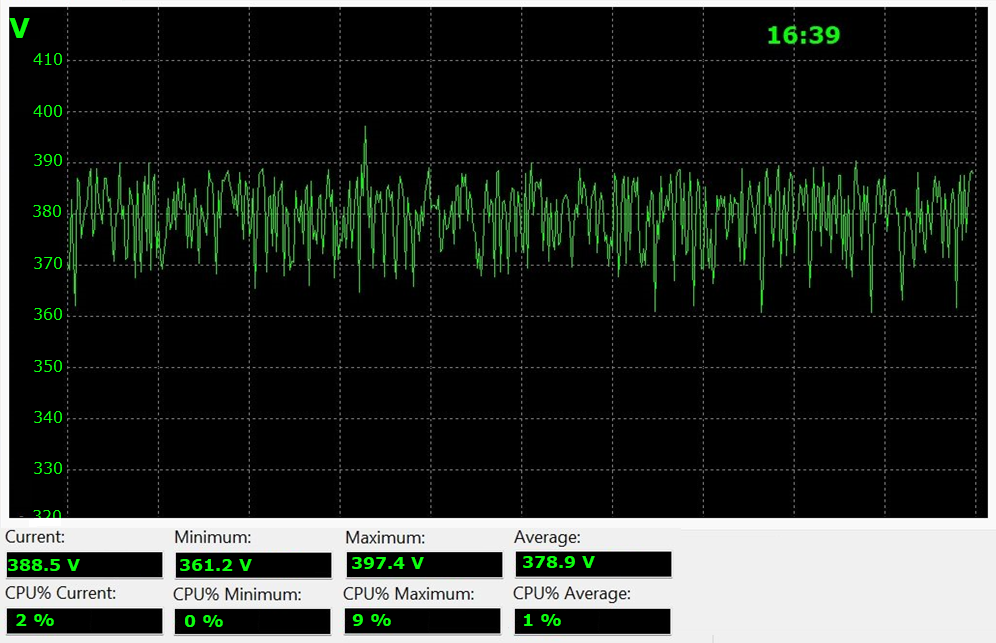 V
16:39
410
400
390
380
370
360
350
340
330
320
Current: Minimum: Maximum: Average:
388.5 V 361.2 V 397.4 V 378.9 V
CPU% Current: CPU% Minimum: CPU% Maximum: CPU% Average:
2 % 0 % 9 % 1 %